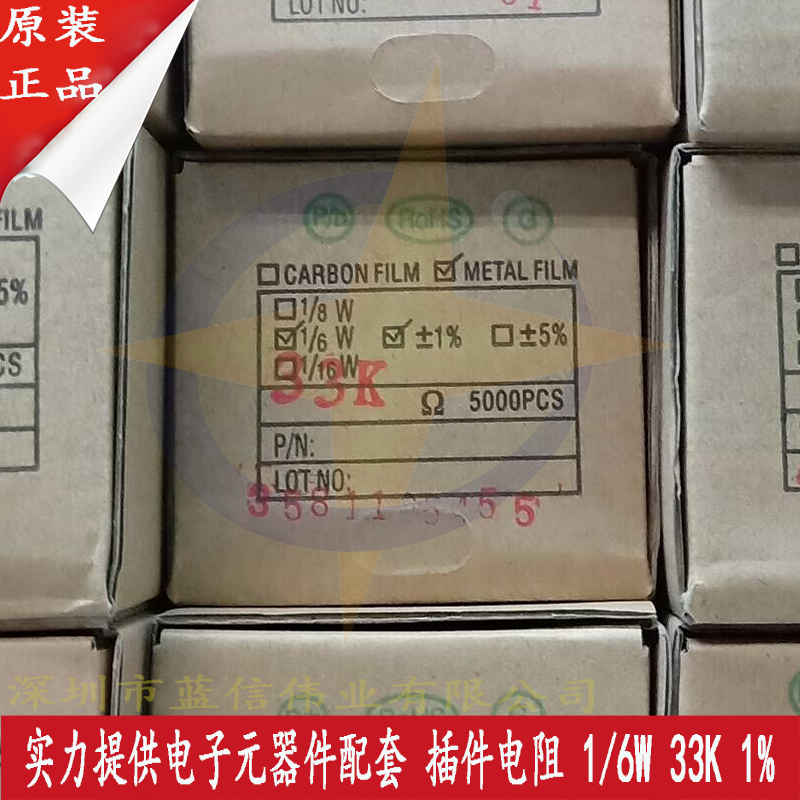 原装
正品
LOT NO:
FILM
5%
CS
Pb
RoHS
G
CARBON FILM METAL FILM
1/8 W
1/6 W ±1% ±5%
1/16 W
33K
Ω 5000PCS
P/N:
LOT NO:
深圳市蓝信伟业有限公司
实力提供电子元器件配套 插件电阻 1/6W 33K 1%